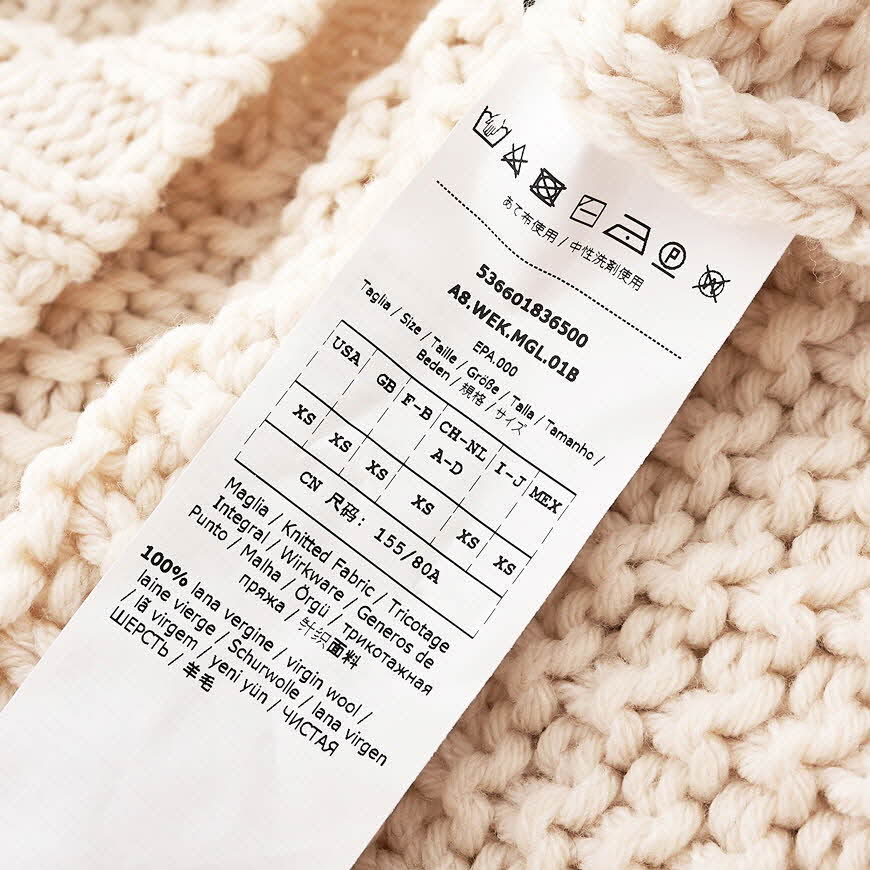 あて布使用 / 中性洗剤使用
536601836500
A8.WEK.MGL.01B
EPA.000
Taglia / Size / Taille / Größe / Talla / Tamanho /
Beden / 規格 / サイズ
USA GB F-B CH-NL A-D I-J MEX
XS XS XS XS XS XS
CN 尺码: 155/80A
Maglia / Knitted Fabric / Tricotage
Integral / Wirkware / Generos de
Punto / Malha / Örgü / трикотажная
пряжа / 针织面料
100% lana vergine / virgin wool /
laine vierge / Schurwolle / lana virgen
/ lã virgem / yeni yün / ЧИСТАЯ
ШЕРСТЬ / 羊毛